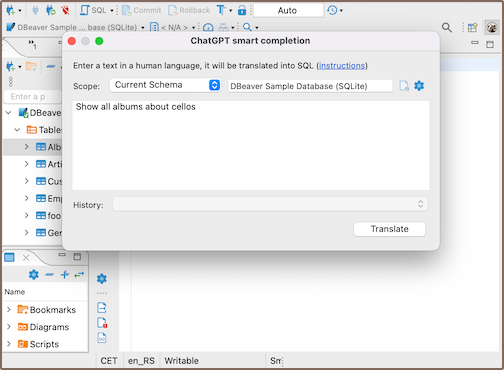 SQL Commit Rollback T Auto
DBeaver Sample ... base (SQLite) < N/A >
ChatGPT smart completion
Enter a text in a human language, it will be translated into SQL (instructions)
Scope: Current Schema DBeaver Sample Database (SQLite)
Show all albums about cellos
History:
Translate
Enter a p
DBeaver
Tables
Alb
Arti
Cus
Emp
foo
Ger
Name
Bookmarks
Diagrams
Scripts
CET en_RS Writable Sm